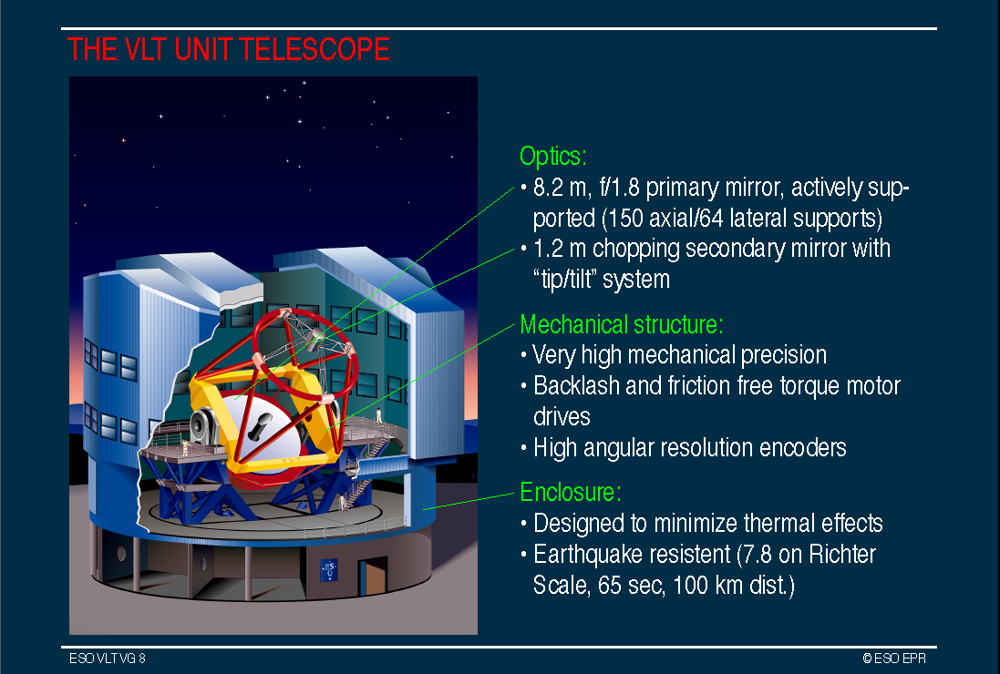 THE VLT UNIT TELESCOPE
Optics:
• 8.2 m, f/1.8 primary mirror, actively sup-
ported (150 axial/64 lateral supports)
• 1.2 m chopping secondary mirror with
“tip/tilt” system
Mechanical structure:
• Very high mechanical precision
• Backlash and friction free torque motor
drives
• High angular resolution encoders
Enclosure:
• Designed to minimize thermal effects
• Earthquake resistent (7.8 on Richter
Scale, 65 sec, 100 km dist.)
ESO VLT VG 8
© ESO EPR